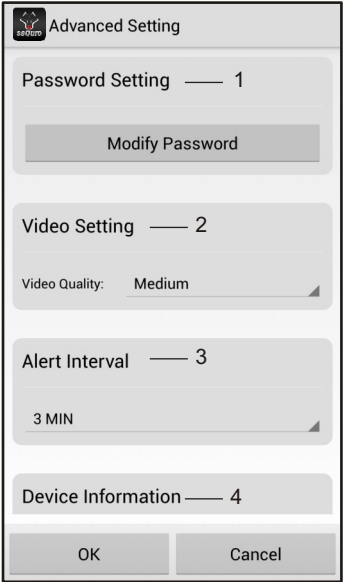 seQuro
Advanced Setting
Password Setting 1
Modify Password
Video Setting 2
Video Quality: Medium
Alert Interval 3
3 MIN
Device Information 4
OK Cancel